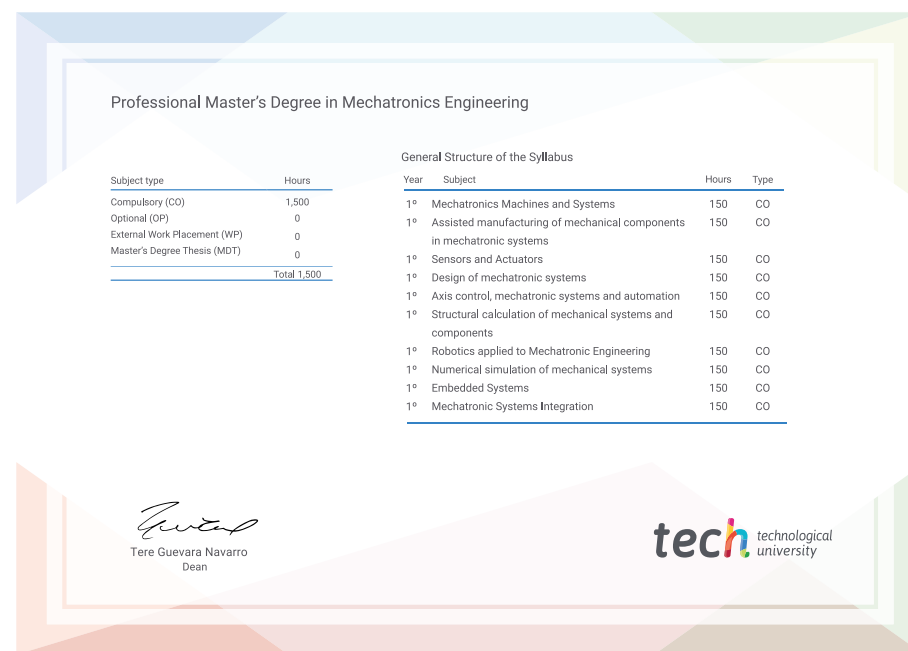 Professional Master’s Degree in Mechatronics Engineering
General Structure of the Syllabus
Subject type Hours
Compulsory (CO) 1,500
Optional (OP) 0
External Work Placement (WP) 0
Master’s Degree Thesis (MDT) 0
Total 1,500
Year Subject Hours Type
1º Mechatronics Machines and Systems 150 CO
1º Assisted manufacturing of mechanical components 150 CO
in mechatronic systems
1º Sensors and Actuators 150 CO
1º Design of mechatronic systems 150 CO
1º Axis control, mechatronic systems and automation 150 CO
1º Structural calculation of mechanical systems and 150 CO
components
1º Robotics applied to Mechatronic Engineering 150 CO
1º Numerical simulation of mechanical systems 150 CO
1º Embedded Systems 150 CO
1º Mechatronic Systems Integration 150 CO
Tere Guevara Navarro
Dean
tech technological
university